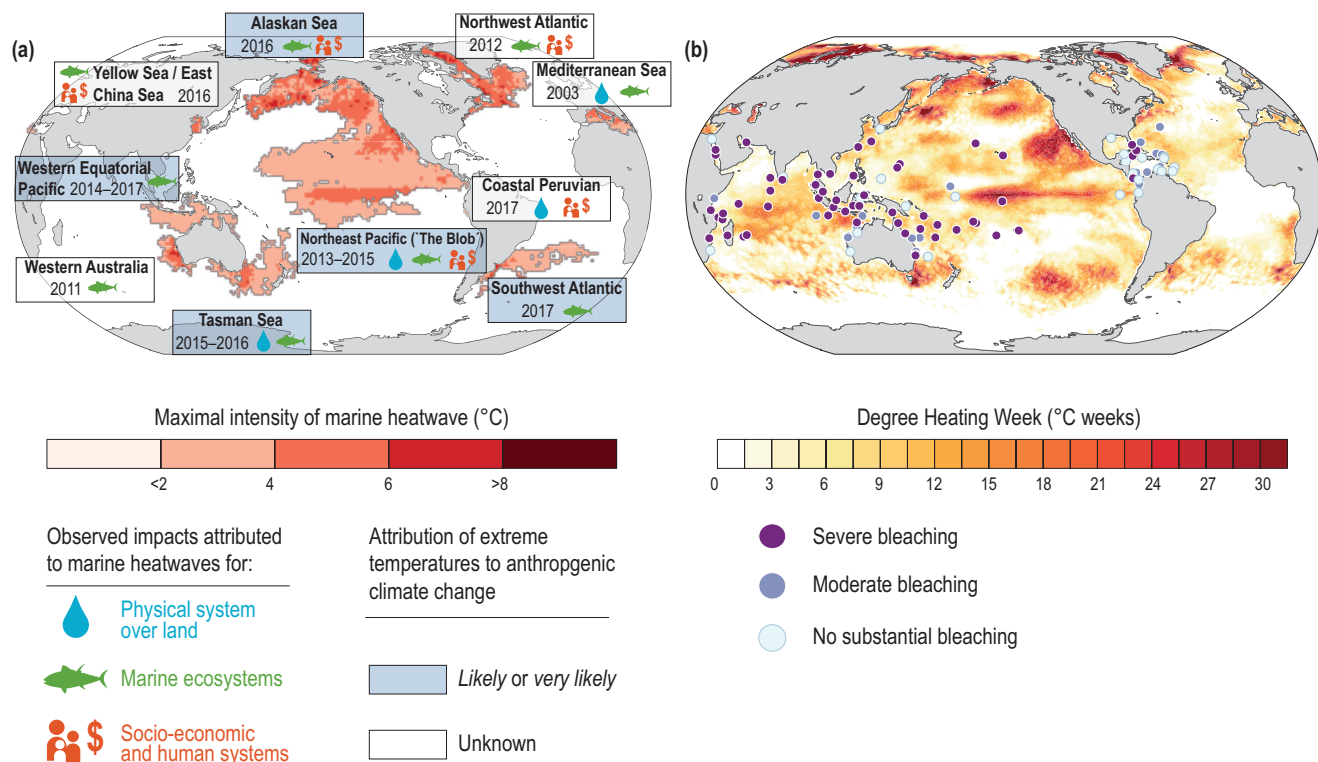 (a)
Alaskan Sea
2016
$
Northwest Atlantic
2012
$
Yellow Sea / East
$
China Sea 2016
Mediterranean Sea
2003
Western Equatorial
Pacific 2014–2017
Coastal Peruvian
2017
$
Northeast Pacific (`The Blob’)
2013–2015
$
Western Australia
2011
Southwest Atlantic
2017
Tasman Sea
2015–2016
Maximal intensity of marine heatwave (°C)
<2 4 6 >8
Observed impacts attributed
to marine heatwaves for:
Physical system
over land
Marine ecosystems
$
Socio-economic
and human systems
Attribution of extreme
temperatures to anthropgenic
climate change
Likely or very likely
Unknown
(b)
Degree Heating Week (°C weeks)
0 3 6 9 12 15 18 21 24 27 30
Severe bleaching
Moderate bleaching
No substantial bleaching